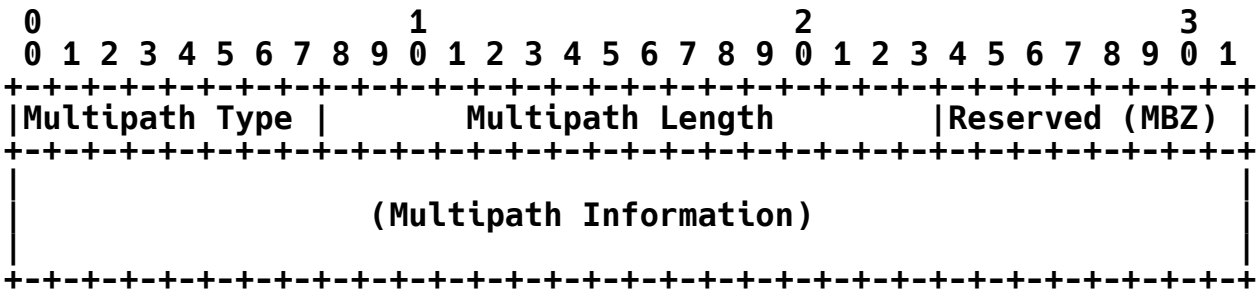 0                   1                   2                   3
 0 1 2 3 4 5 6 7 8 9 0 1 2 3 4 5 6 7 8 9 0 1 2 3 4 5 6 7 8 9 0 1
+-+-+-+-+-+-+-+-+-+-+-+-+-+-+-+-+-+-+-+-+-+-+-+-+-+-+-+-+-+-+-+-+
|Multipath Type |       Multipath Length        |Reserved (MBZ) |
+-+-+-+-+-+-+-+-+-+-+-+-+-+-+-+-+-+-+-+-+-+-+-+-+-+-+-+-+-+-+-+-+
|                                                               |
|                  (Multipath Information)                      |
|                                                               |
+-+-+-+-+-+-+-+-+-+-+-+-+-+-+-+-+-+-+-+-+-+-+-+-+-+-+-+-+-+-+-+-+